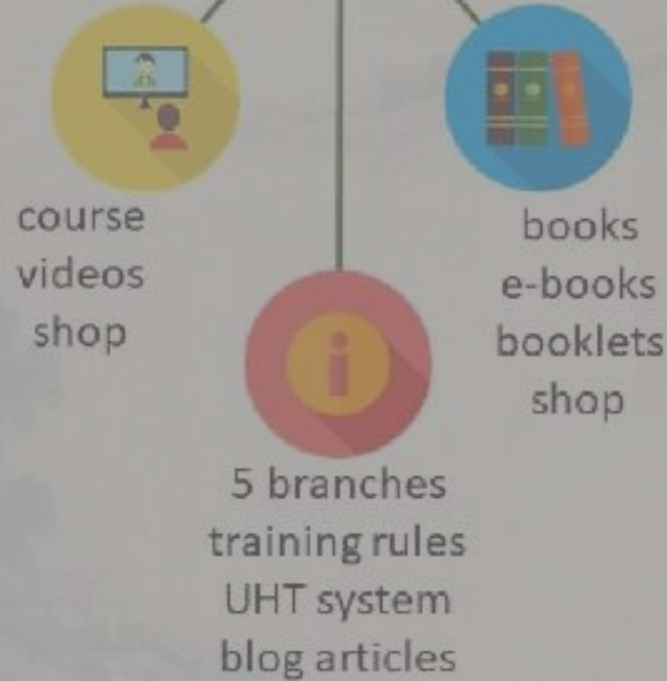 course
videos
shop
books
e-books
booklets
shop
5 branches
training rules
UHT system
blog articles